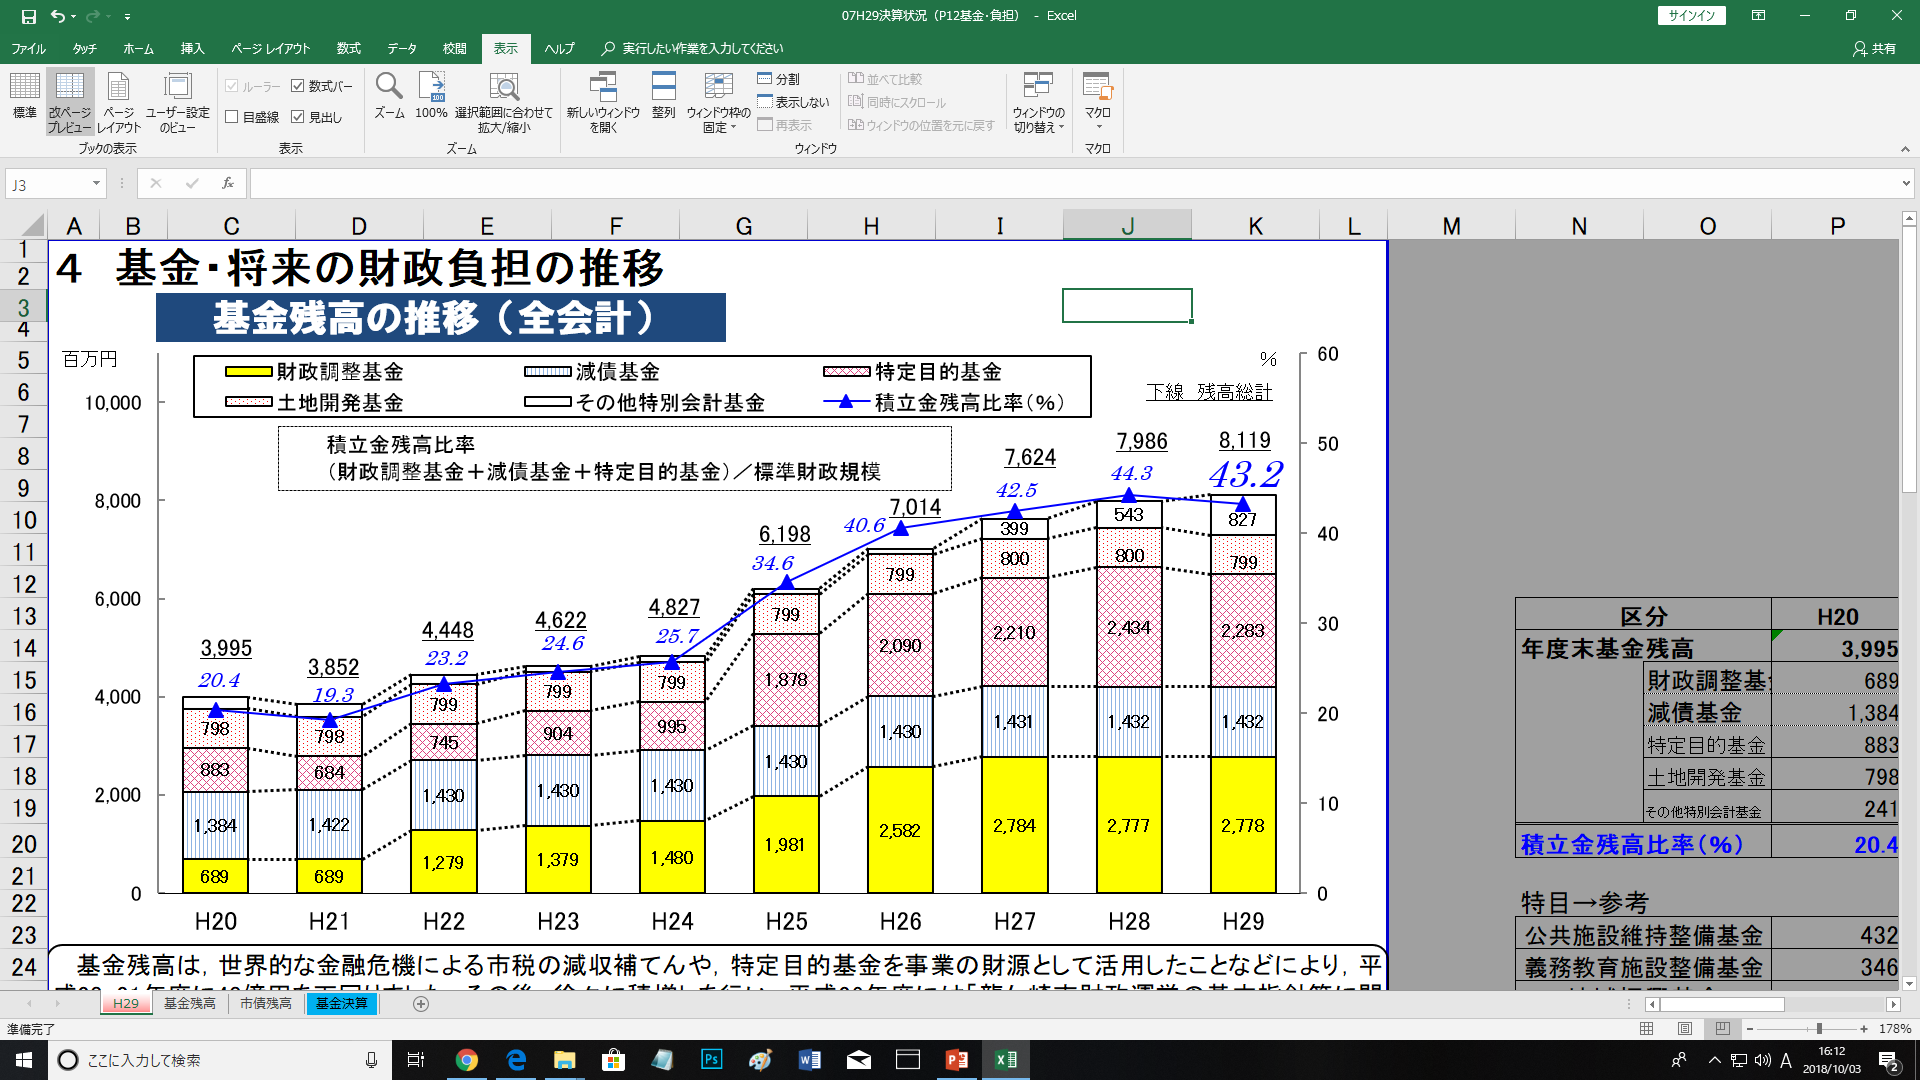 07H29決算状況（P12基金･負担） - Excel
サインイン
ファイル タッチ ホーム 挿入 ページ レイアウト 数式 データ 校閲 表示 ヘルプ 実行したい作業を入力してください
共有
標準
改ページ プレビュー
ページ レイアウト
ユーザー設定 のビュー
ブックの表示
ルーラー 数式バー
目盛線 見出し
表示
ズーム
100%
選択範囲に合わせて 拡大/縮小
ズーム
新しいウィンドウ を開く
整列
ウィンドウ枠の 固定
分割
表示しない
再表示
並べて比較
同時にスクロール
ウィンドウの位置を元に戻す
ウィンドウ
ウィンドウの 切り替え
マクロ
マクロ
J3
fx
A B C D E F G H I J K L M N O P
1
2
3
4
5
6
7
8
9
10
11
12
13
14
15
16
17
18
19
20
21
22
23
24
４ 基金・将来の財政負担の推移
基金残高の推移（全会計）
百万円
財政調整基金 減債基金 特定目的基金
土地開発基金 その他特別会計基金 積立金残高比率（%）
積立金残高比率
（財政調整基金＋減債基金＋特定目的基金）／標準財政規模
%
下線 残高総計
10,000
8,000
6,000
4,000
2,000
0
60
50
40
30
20
10
0
3,995 3,852 4,448 4,622 4,827 6,198 7,014 7,624 7,986 8,119
20.4 19.3 23.2 24.6 25.7 34.6 40.6 42.5 44.3 43.2
399 543 827
798 798 799 799 799 799 799 800 800 799
883 684 745 904 995 1,878 2,090 2,210 2,434 2,283
1,384 1,422 1,430 1,430 1,430 1,430 1,430 1,431 1,432 1,432
689 689 1,279 1,379 1,480 1,981 2,582 2,784 2,777 2,778
H20 H21 H22 H23 H24 H25 H26 H27 H28 H29
基金残高は，世界的な金融危機による市税の減収補てんや，特定目的基金を事業の財源として活用したことなどにより，平
区分 H20
年度末基金残高 3,995
財政調整基 689
減債基金 1,384
特定目的基金 883
土地開発基金 798
その他特別会計基金 241
積立金残高比率（%） 20.4
特目→参考
公共施設維持整備基金 432
義務教育施設整備基金 346
H29 基金残高 市債残高 基金決算
準備完了
178%
ここに入力して検索
A
16:12
2018/10/03
2